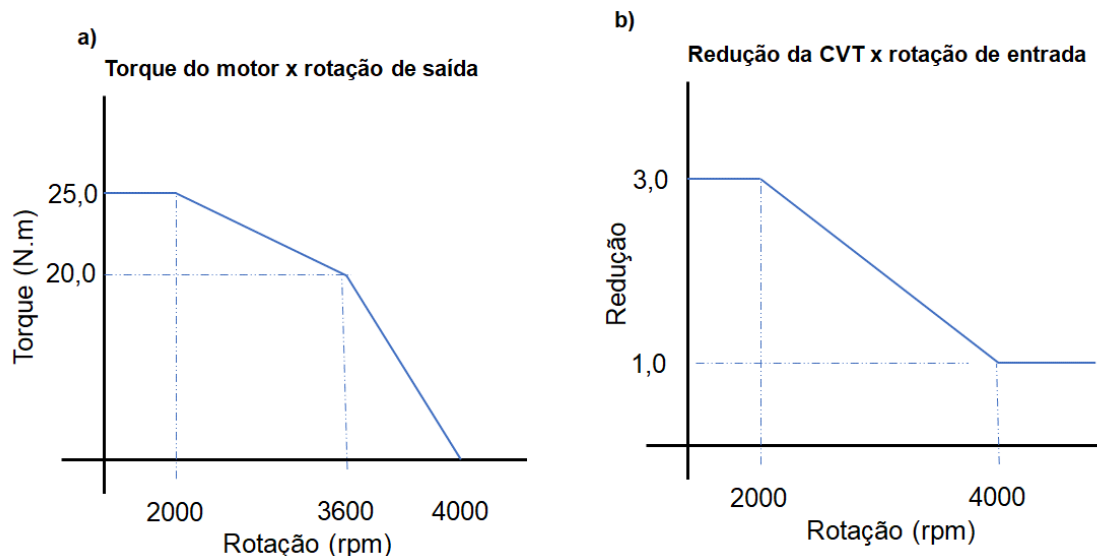 a)
Torque do motor x rotação de saída
Torque (N.m)
25,0
20,0
2000
3600
4000
Rotação (rpm)
b)
Redução da CVT x rotação de entrada
Redução
3,0
1,0
2000
4000
Rotação (rpm)